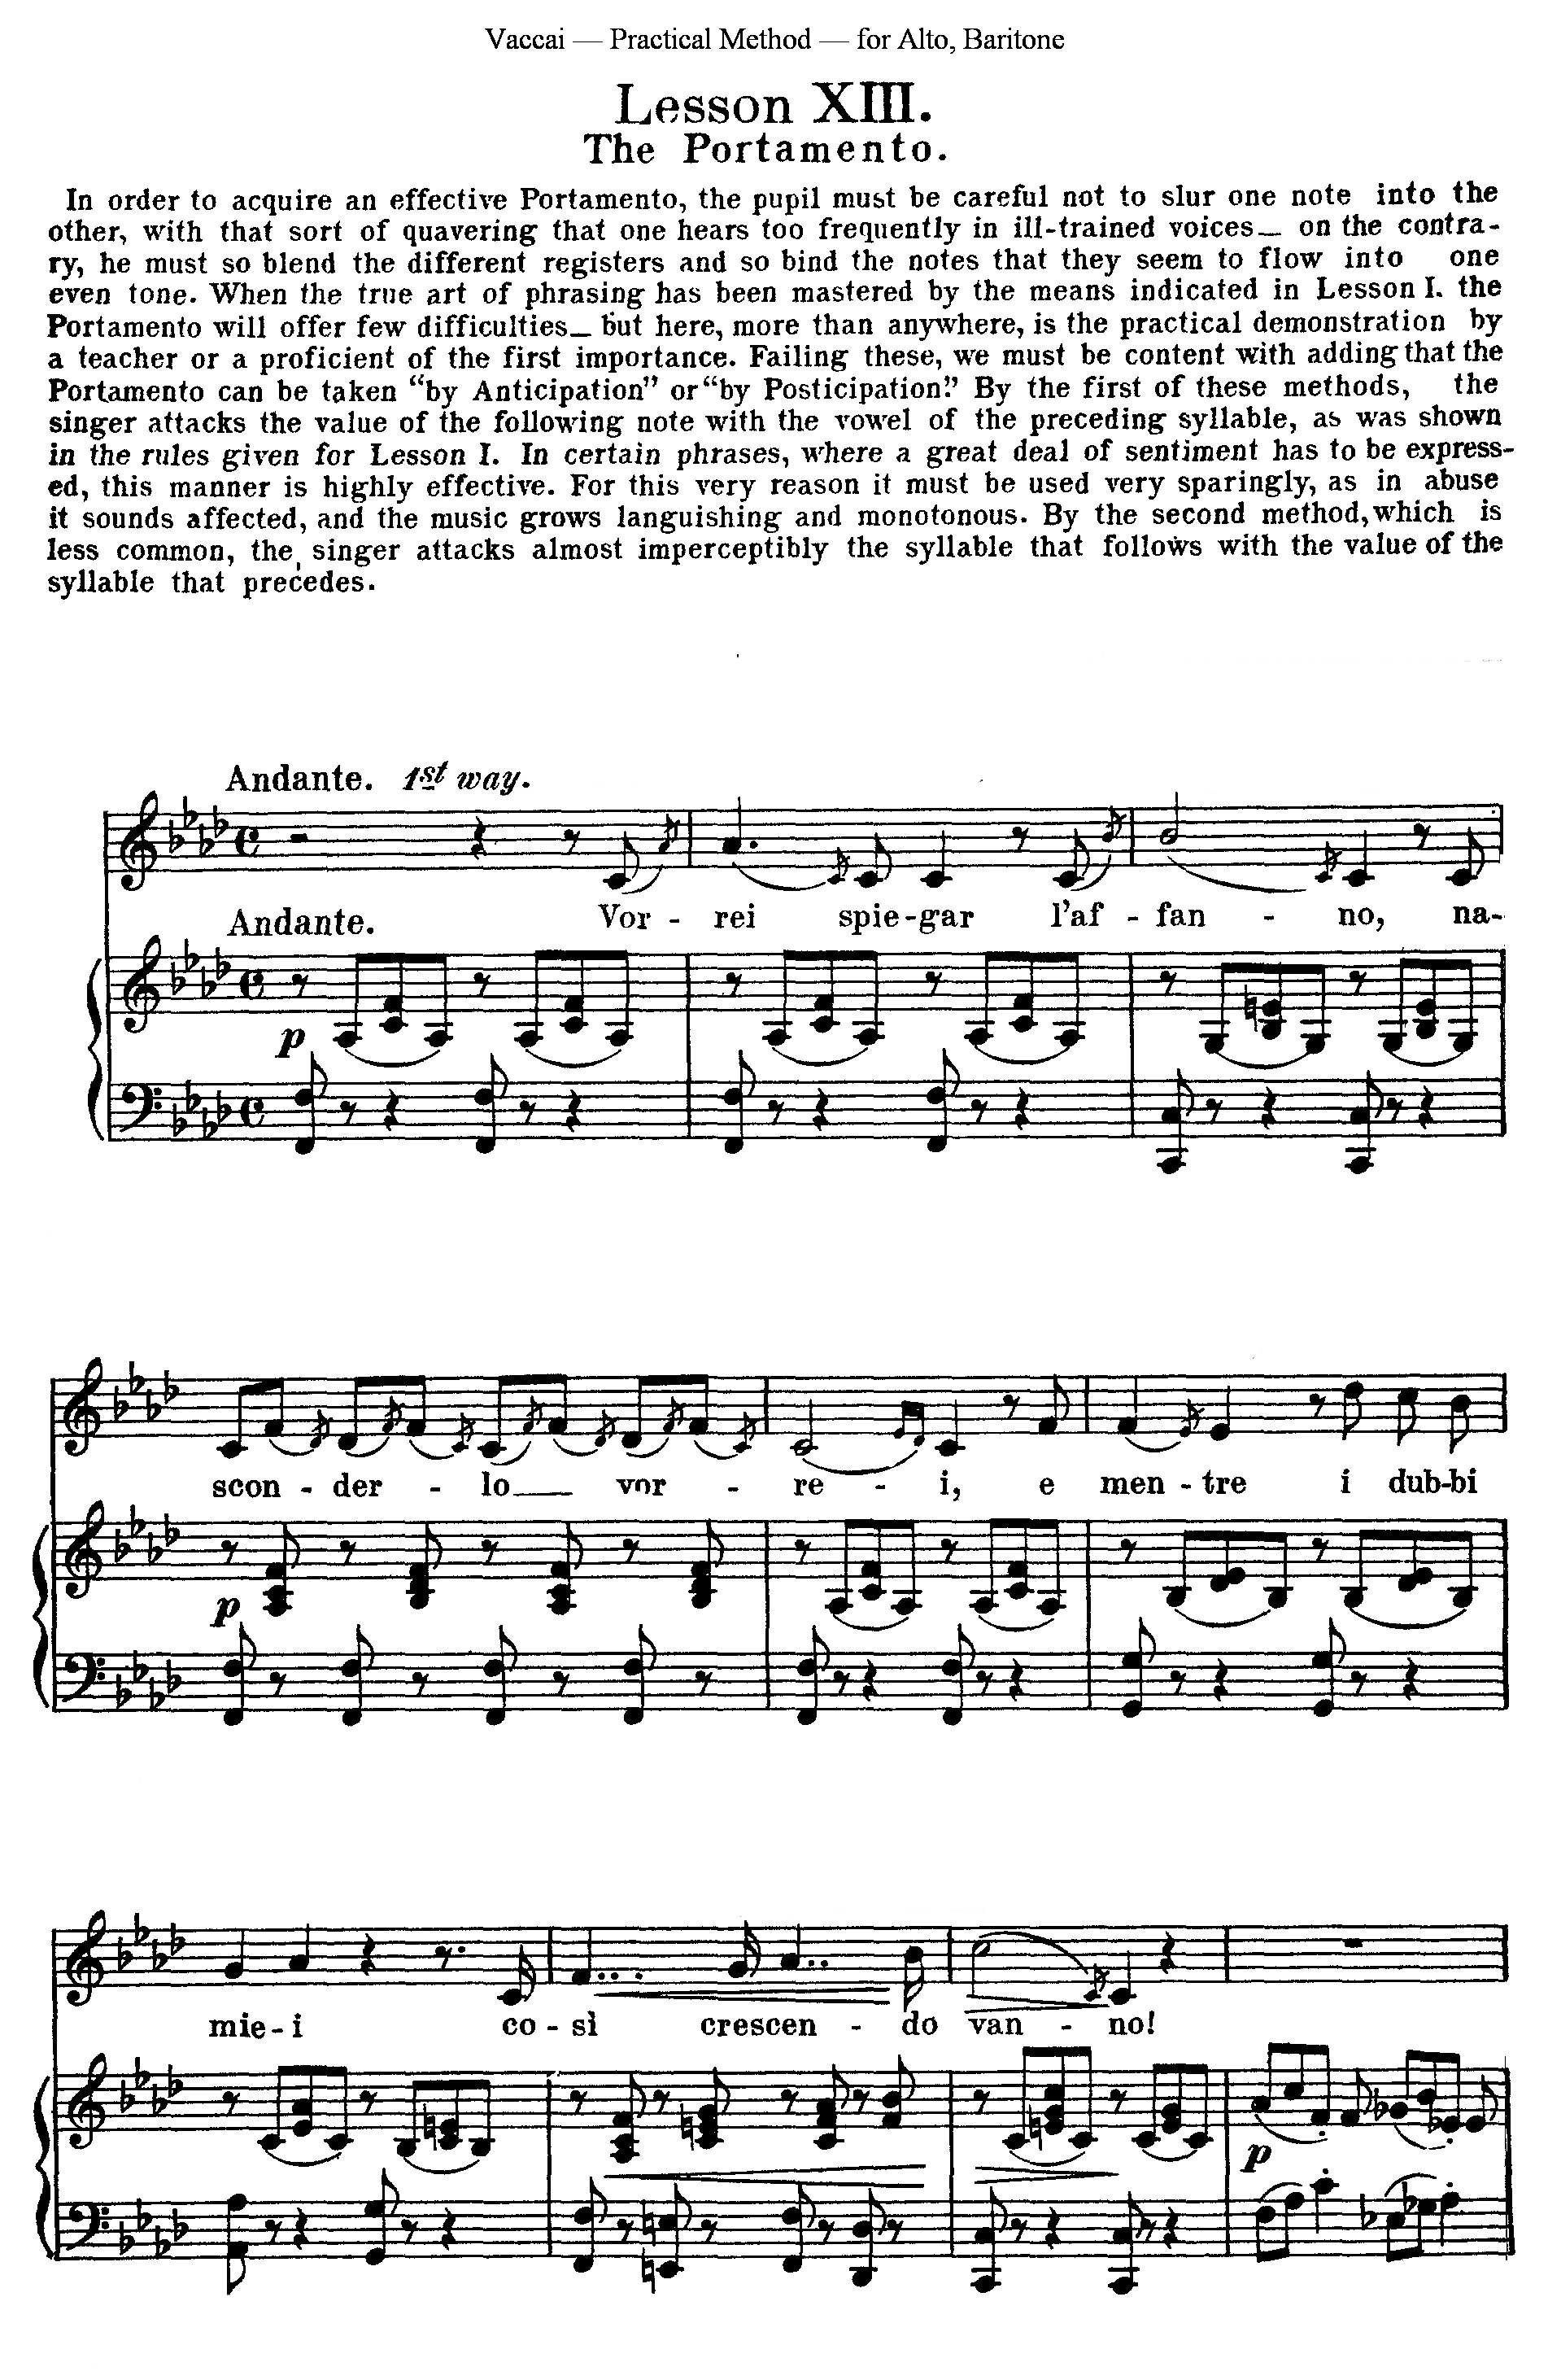 Vaccai — Practical Method — for Alto, Baritone
Lesson XIII.
The Portamento.
In order to acquire an effective Portamento, the pupil must be careful not to slur one note into the
other, with that sort of quavering that one hears too frequently in ill-trained voices— on the contra-
ry, he must so blend the different registers and so bind the notes that they seem to flow into one
even tone. When the true art of phrasing has been mastered by the means indicated in Lesson I. the
Portamento will offer few difficulties— but here, more than anywhere, is the practical demonstration by
a teacher or a proficient of the first importance. Failing these, we must be content with adding that the
Portamento can be taken “by Anticipation” or “by Posticipation.” By the first of these methods, the
singer attacks the value of the following note with the vowel of the preceding syllable, as was shown
in the rules given for Lesson I. In certain phrases, where a great deal of sentiment has to be express-
ed, this manner is highly effective. For this very reason it must be used very sparingly, as in abuse
it sounds affected, and the music grows languishing and monotonous. By the second method, which is
less common, the singer attacks almost imperceptibly the syllable that follows with the value of the
syllable that precedes.
Andante. 1st way.
Vor - rei spie-gar l'af - fan - no, na-
Andante.
p
scon - der - lo vor - re - i, e men - tre i dub-bi
p
mie - i co - sì crescen - do van - no!
p